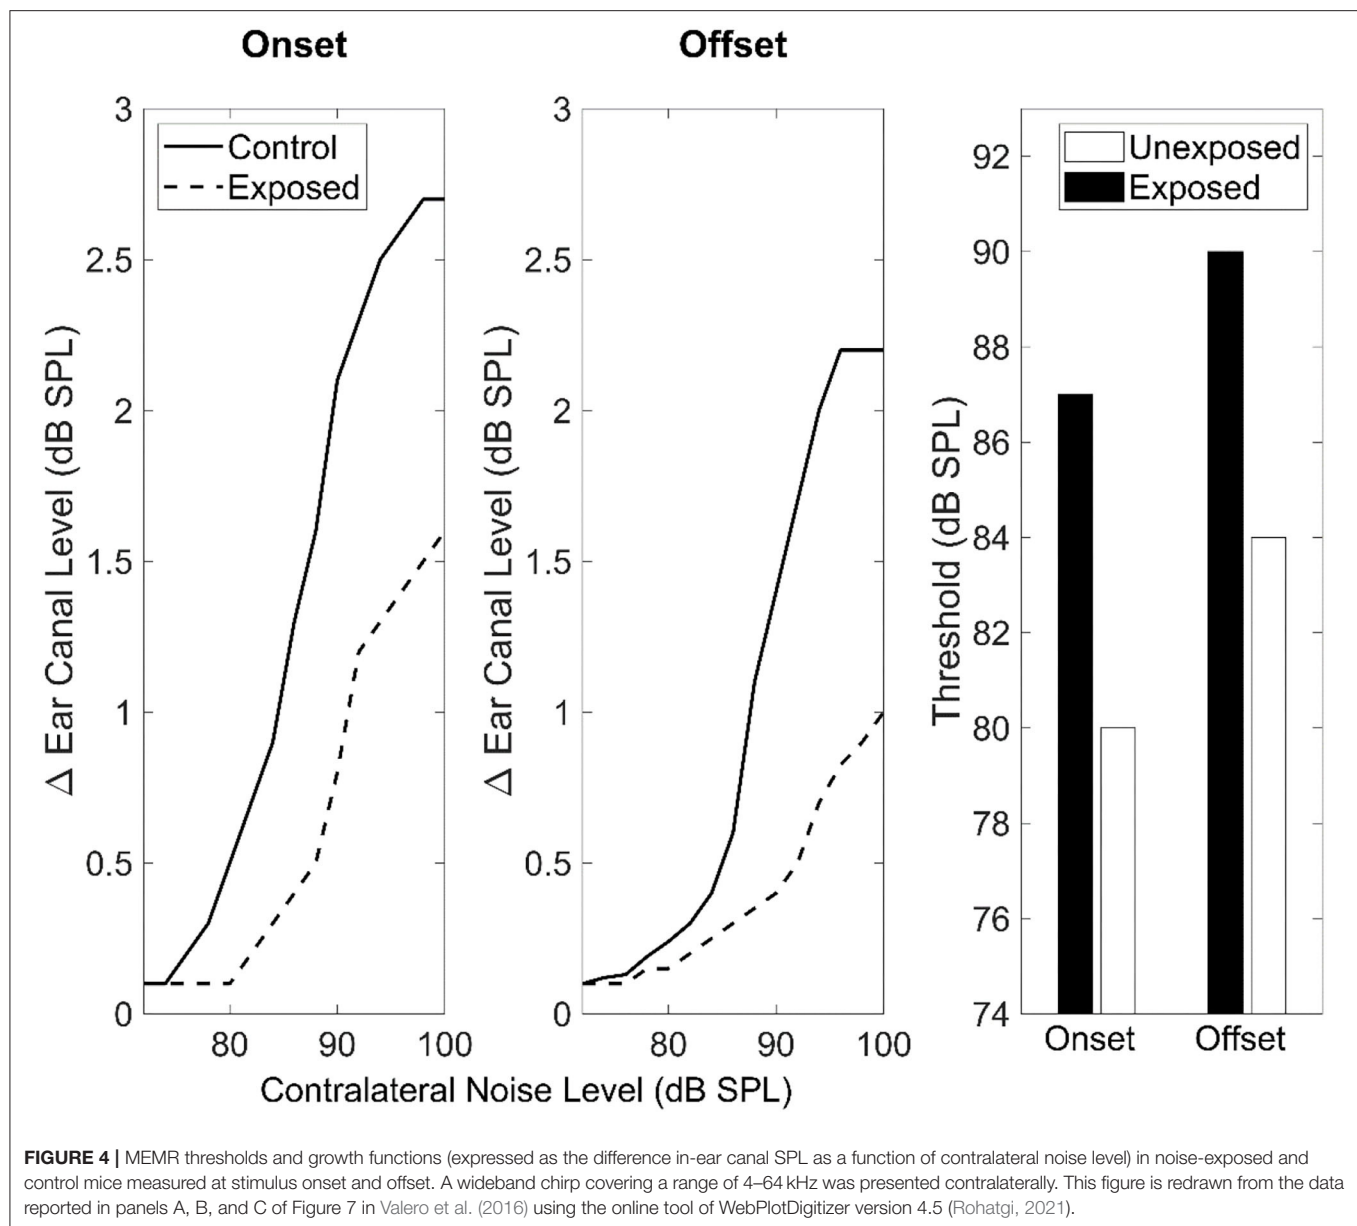 Onset
Offset
3
2.5
2
1.5
1
0.5
0
Control
Exposed
Δ Ear Canal Level (dB SPL)
80
90
100
3
2.5
2
1.5
1
0.5
0
Δ Ear Canal Level (dB SPL)
80
90
100
Contralateral Noise Level (dB SPL)
92
90
88
86
84
82
80
78
76
74
Unexposed
Exposed
Threshold (dB SPL)
Onset
Offset
FIGURE 4 | MEMR thresholds and growth functions (expressed as the difference in-ear canal SPL as a function of contralateral noise level) in noise-exposed and
control mice measured at stimulus onset and offset. A wideband chirp covering a range of 4–64 kHz was presented contralaterally. This figure is redrawn from the data
reported in panels A, B, and C of Figure 7 in Valero et al. (2016) using the online tool of WebPlotDigitizer version 4.5 (Rohatgi, 2021).